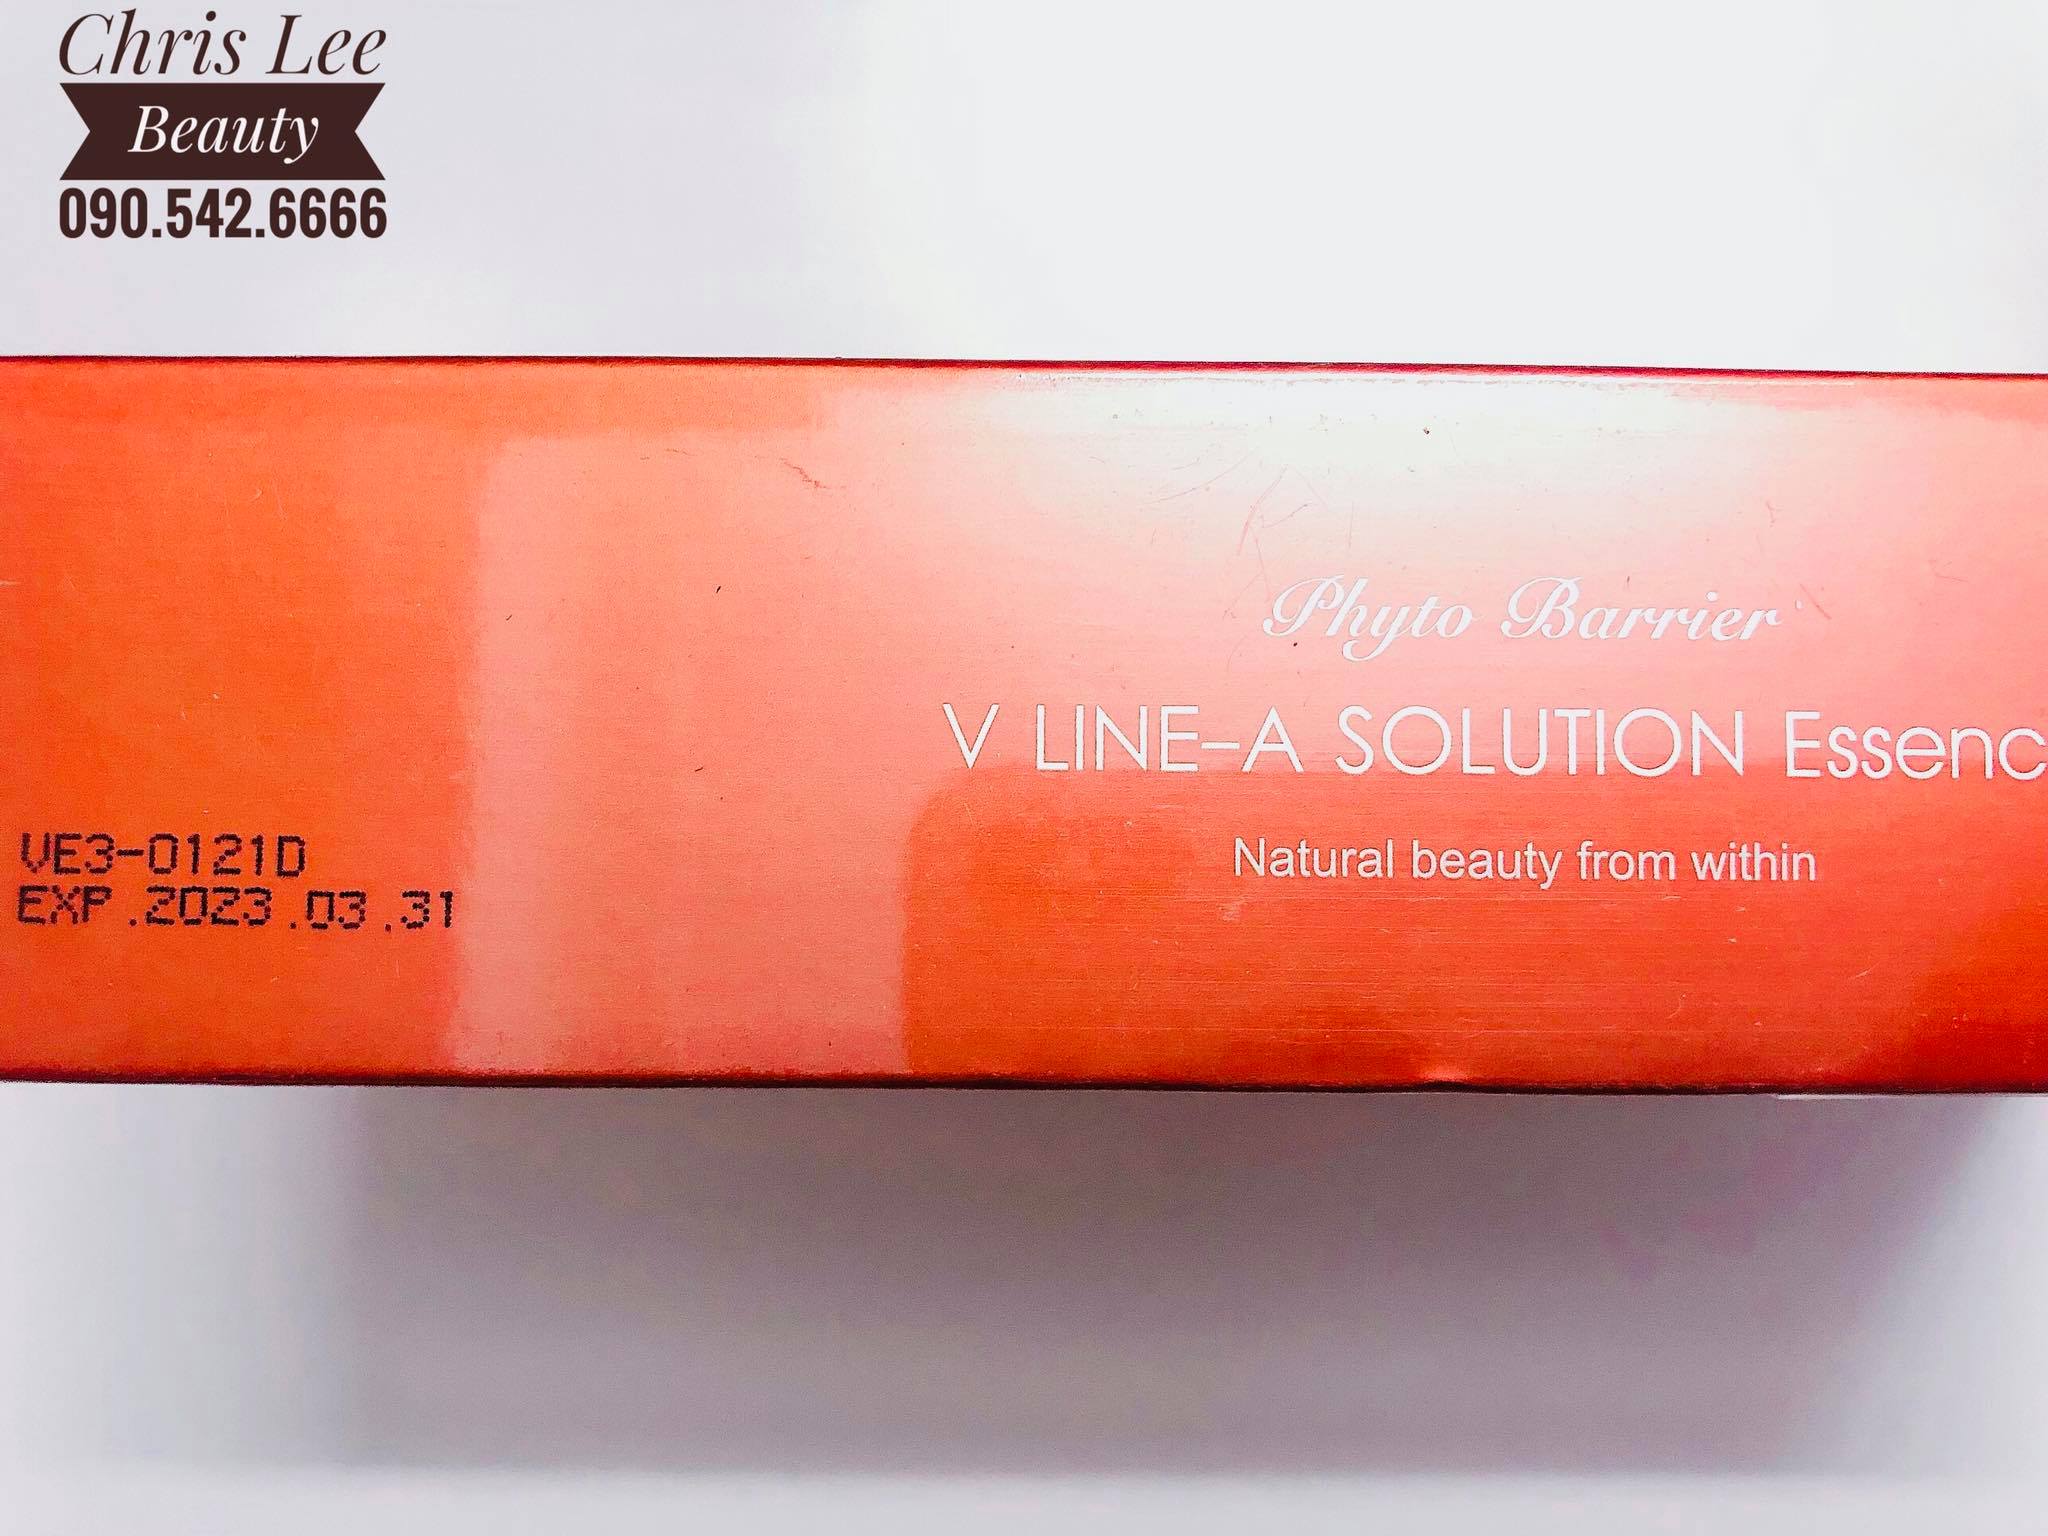 Chris Lee
Beauty
090.542.6666
Phyto Barrier
V LINE-A SOLUTION Essenc
Natural beauty from within
VE3-0121D
EXP.2023.03.31